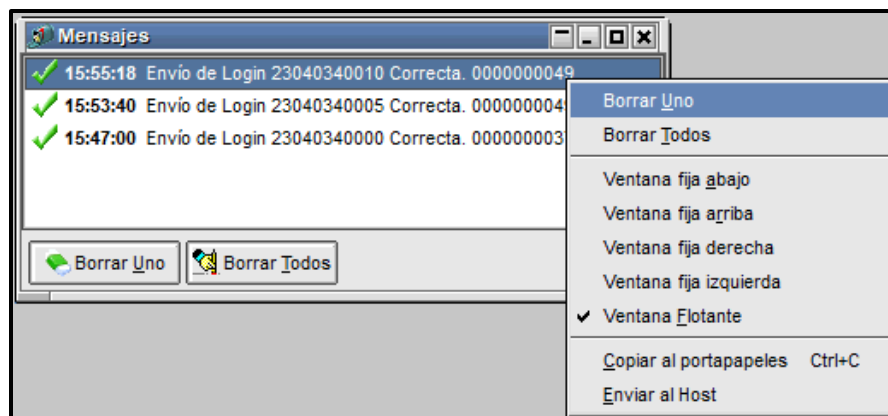 Mensajes
15:55:18 Envío de Login 23040340010 Correcta. 0000000049
15:53:40 Envío de Login 23040340005 Correcta.
15:47:00 Envío de Login 23040340000 Correcta.
Borrar Uno
Borrar Todos
Borrar Uno
Borrar Todos
Ventana fija abajo
Ventana fija arriba
Ventana fija derecha
Ventana fija izquierda
Ventana Flotante
Copiar al portapapeles Ctrl+C
Enviar al Host